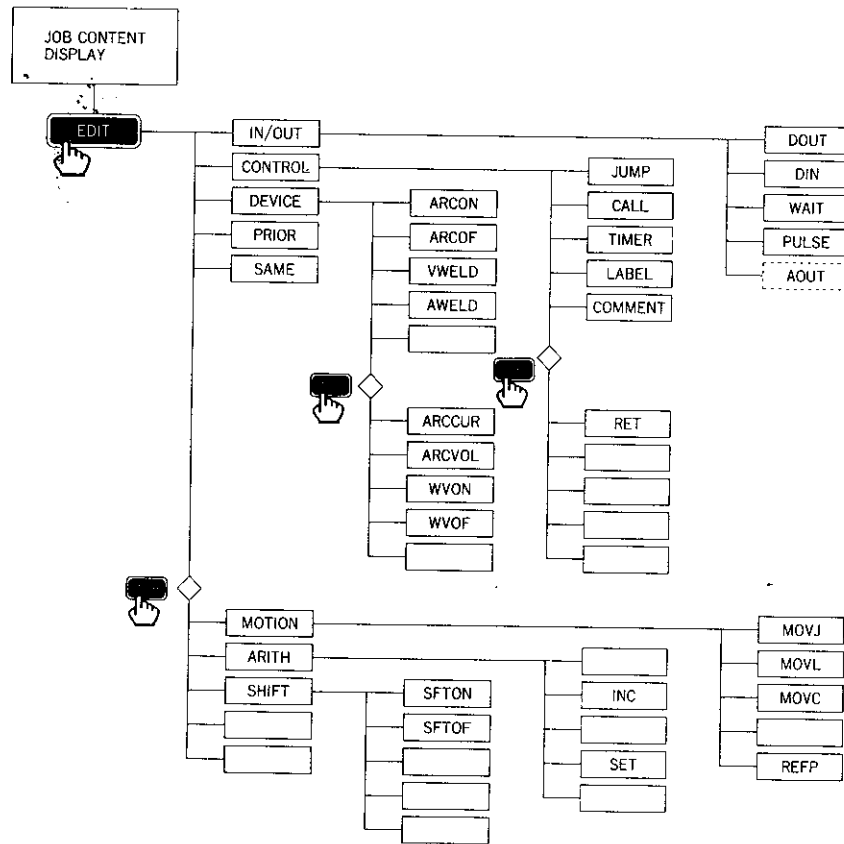 JOB CONTENT
DISPLAY
EDIT
IN/OUT
DOUT
CONTROL
JUMP
DIN
DEVICE
ARCON
CALL
WAIT
PRIOR
ARCOF
TIMER
PULSE
SAME
VWELD
LABEL
AOUT
AWELD
COMMENT
ARCCUR
RET
ARCVOL
WVON
WVOF
MOTION
MOVJ
ARITH
MOVL
SHIFT
SFTON
INC
MOVC
SFTOF
SET
REFP